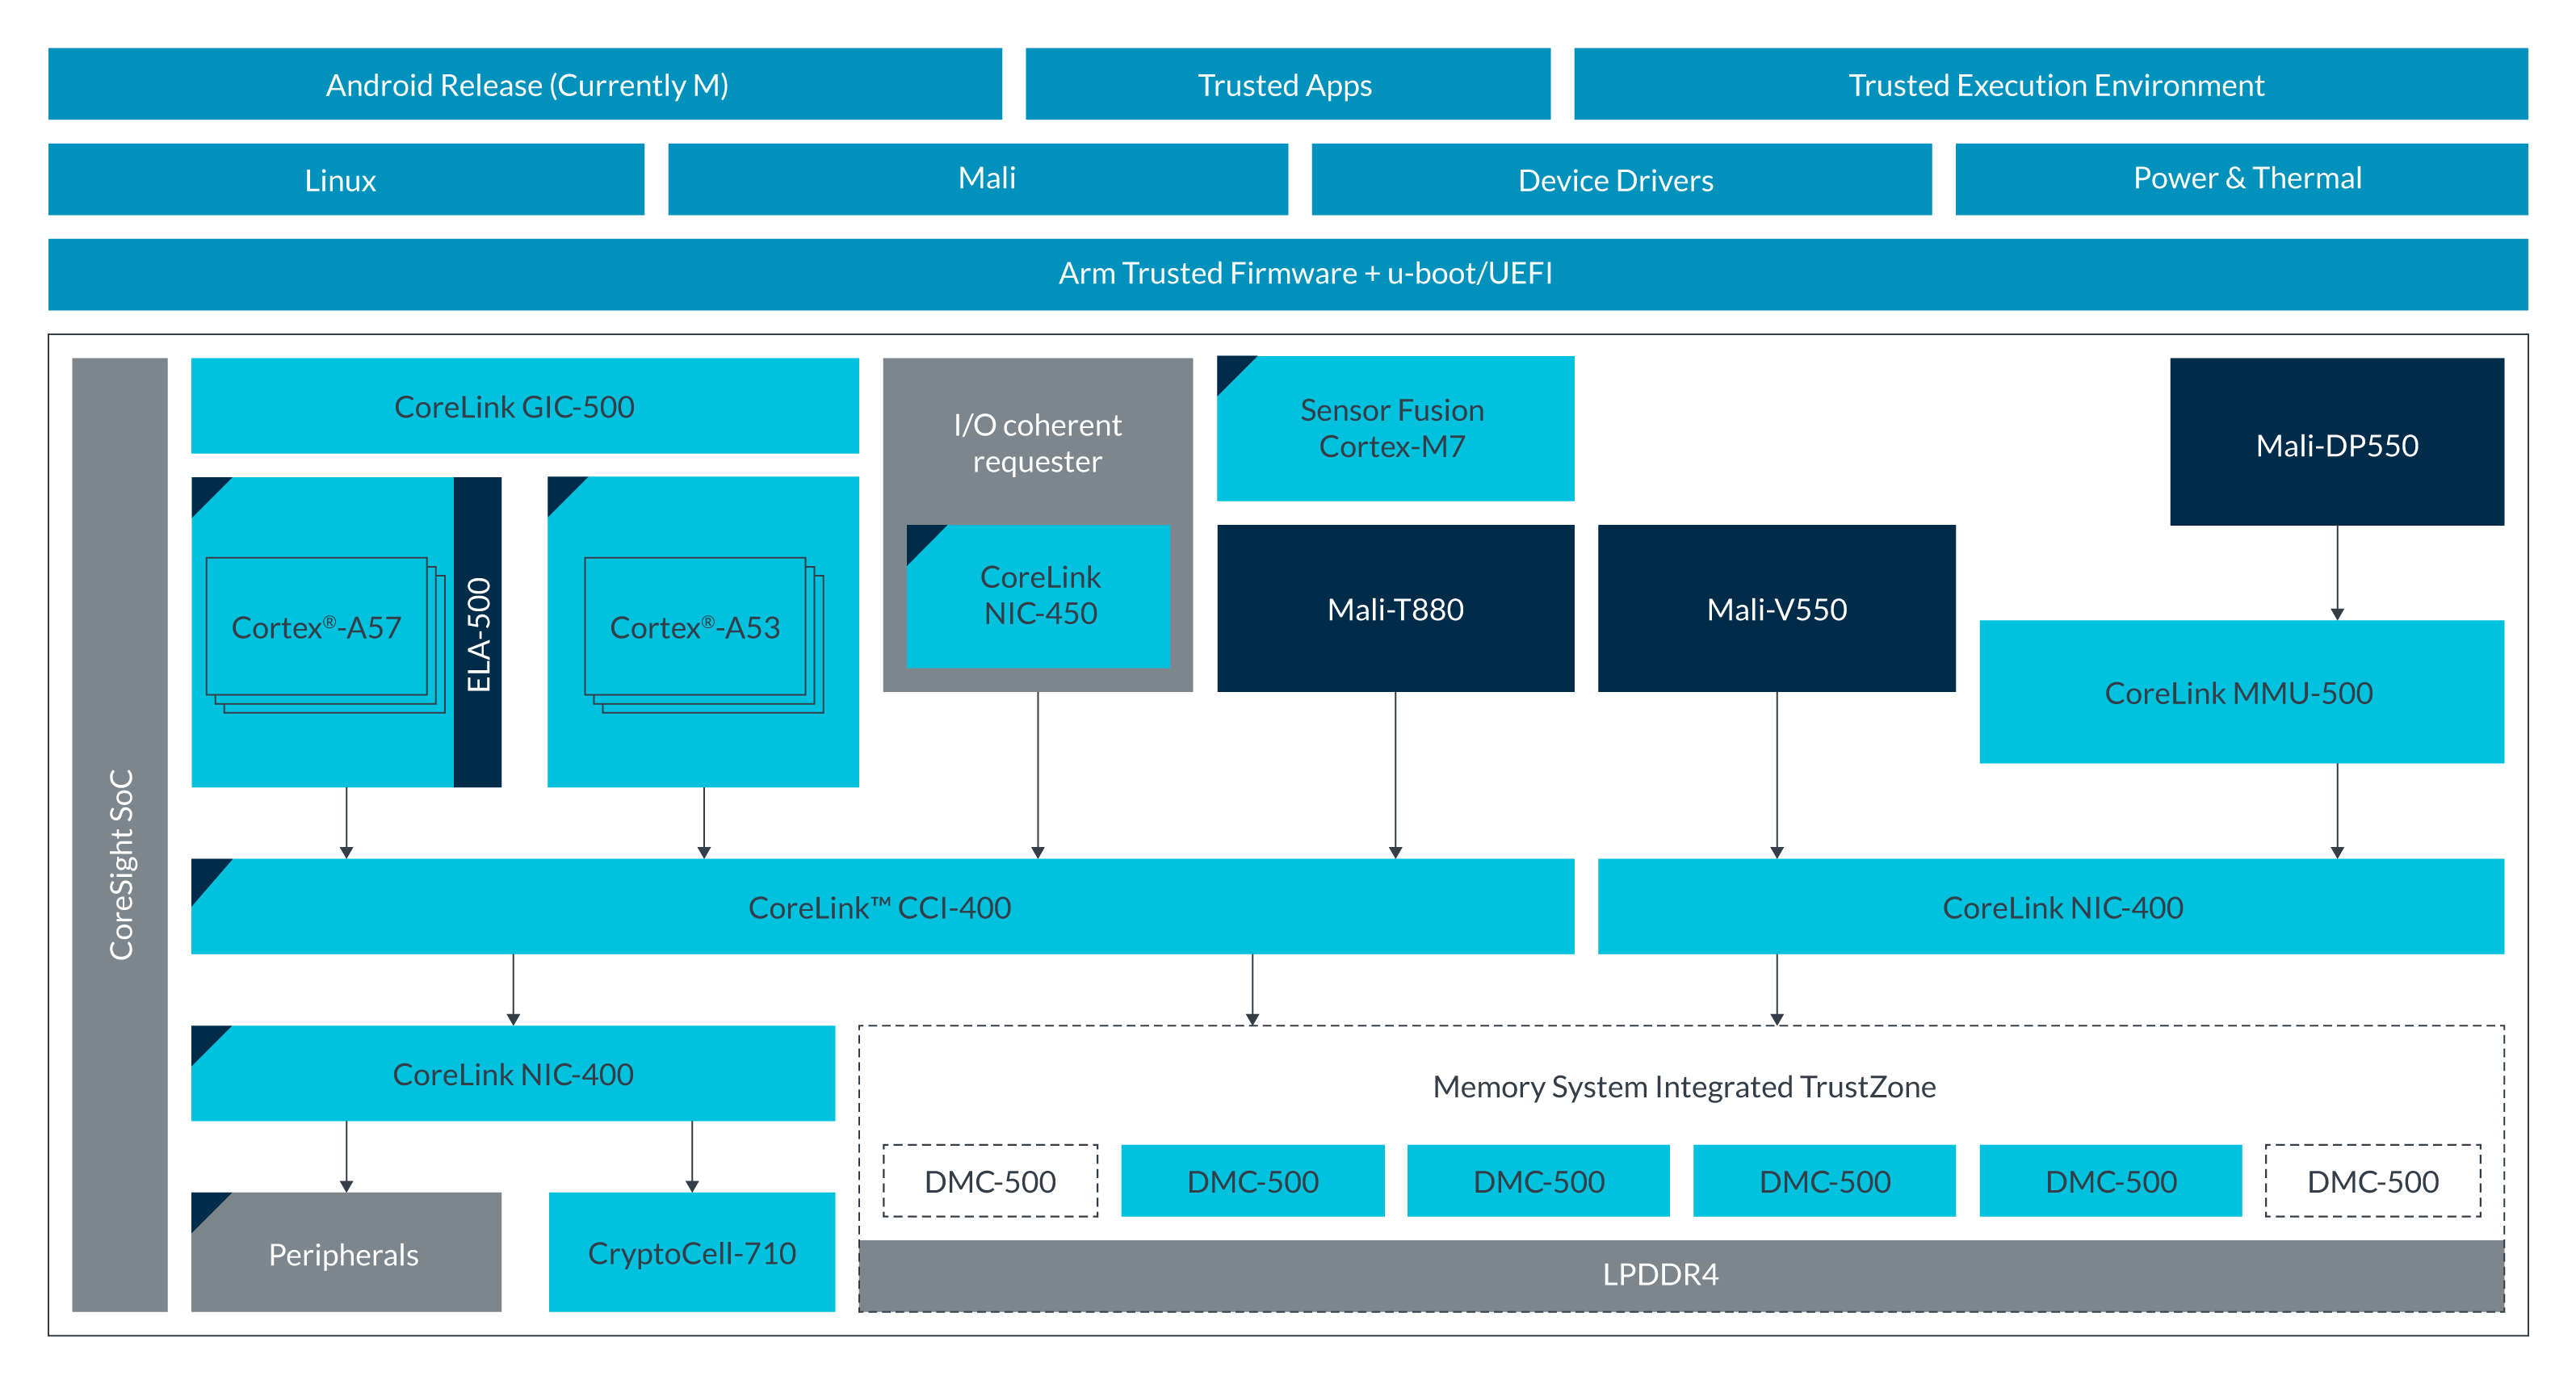 Android Release (Currently M)
Trusted Apps
Trusted Execution Environment
Linux
Mali
Device Drivers
Power & Thermal
Arm Trusted Firmware + u-boot/UEFI
CoreSight SoC
CoreLink GIC-500
I/O coherent
requester
Sensor Fusion
Cortex-M7
Mali-DP550
Cortex®-A57
ELA-500
Cortex®-A53
CoreLink
NIC-450
Mali-T880
Mali-V550
CoreLink MMU-500
CoreLink™ CCI-400
CoreLink NIC-400
CoreLink NIC-400
Memory System Integrated TrustZone
DMC-500
DMC-500
DMC-500
DMC-500
DMC-500
DMC-500
Peripherals
CryptoCell-710
LPDDR4